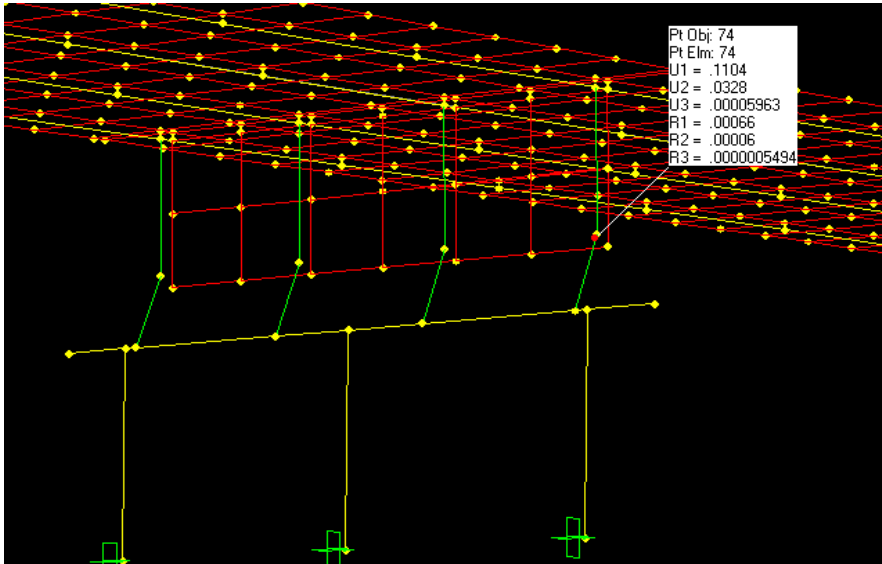 Pt Obj: 74
Pt Elm: 74
U1 = .1104
U2 = .0328
U3 = .00005963
R1 = .00066
R2 = .00006
R3 = .0000005494